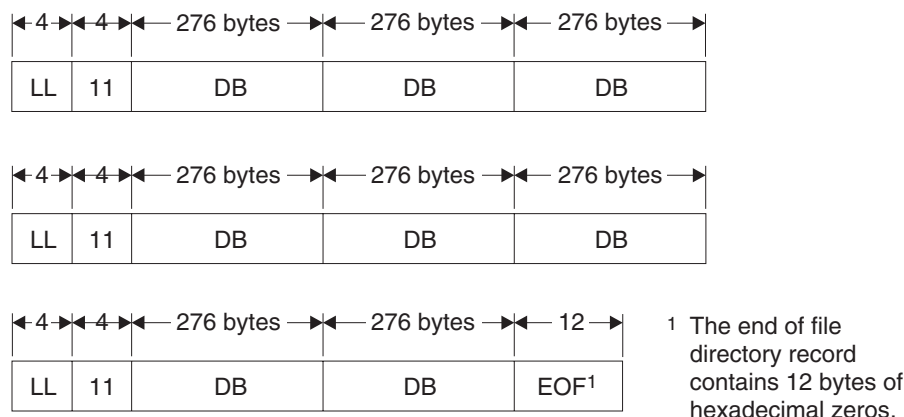 4 4 276 bytes 276 bytes 276 bytes
LL 11 DB DB DB
4 4 276 bytes 276 bytes 276 bytes
LL 11 DB DB DB
4 4 276 bytes 276 bytes 12
LL 11 DB DB EOF1
1 The end of file
directory record
contains 12 bytes of
hexadecimal zeros.